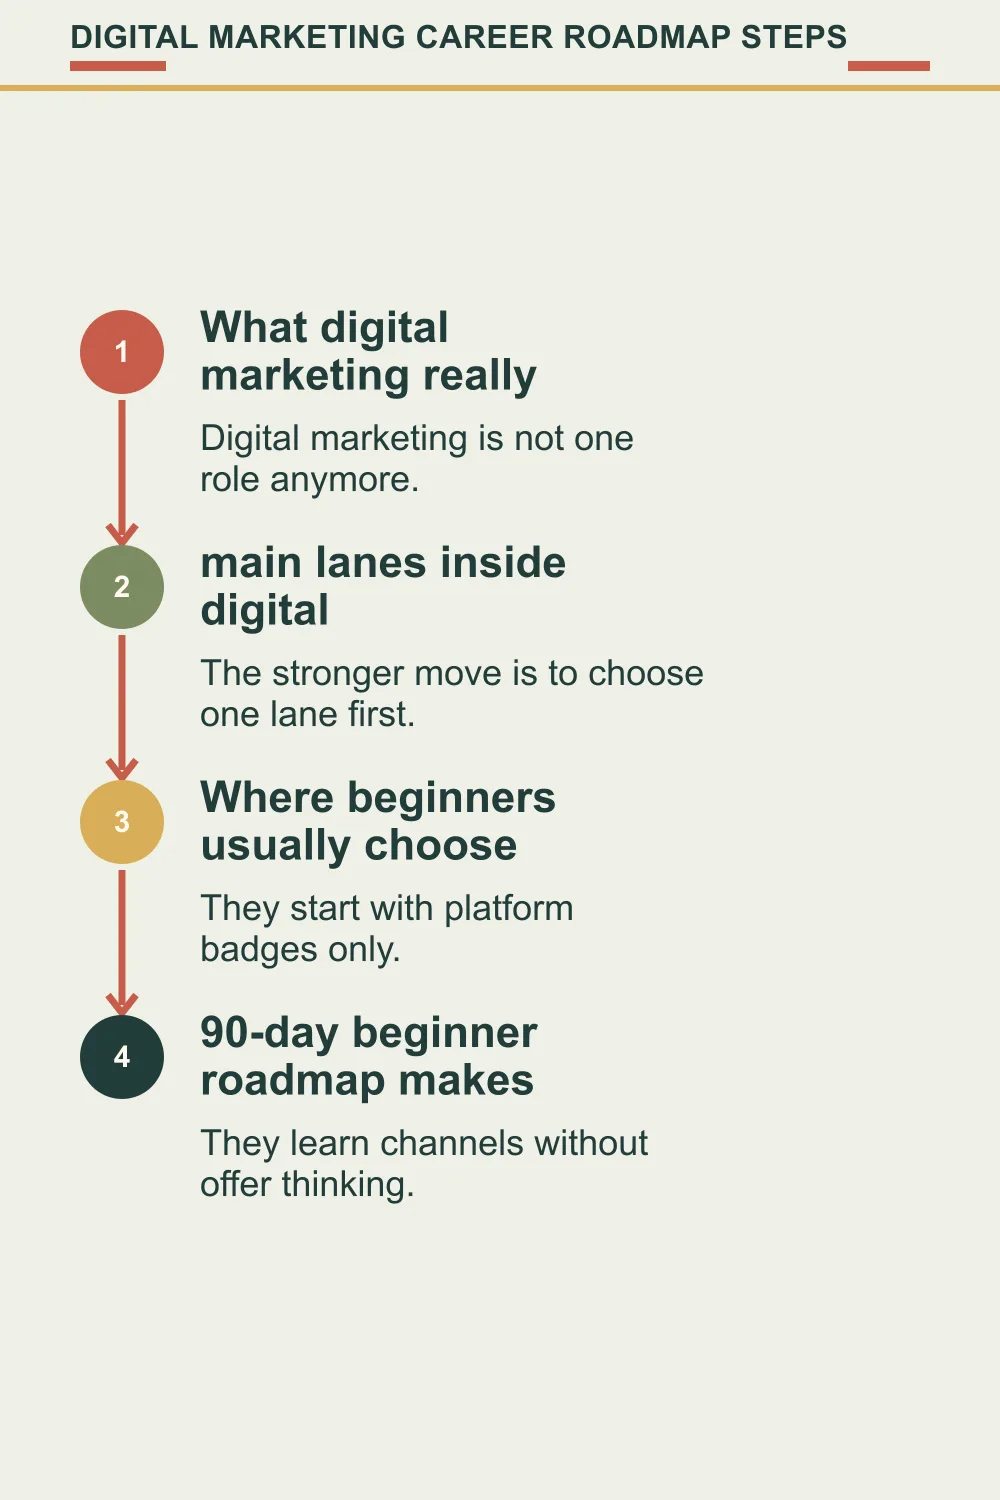 DIGITAL MARKETING CAREER ROADMAP STEPS
1
What digital
marketing really
Digital marketing is not one
role anymore.
2
main lanes inside
digital
The stronger move is to choose
one lane first.
3
Where beginners
usually choose
They start with platform
badges only.
4
90-day beginner
roadmap makes
They learn channels without
offer thinking.